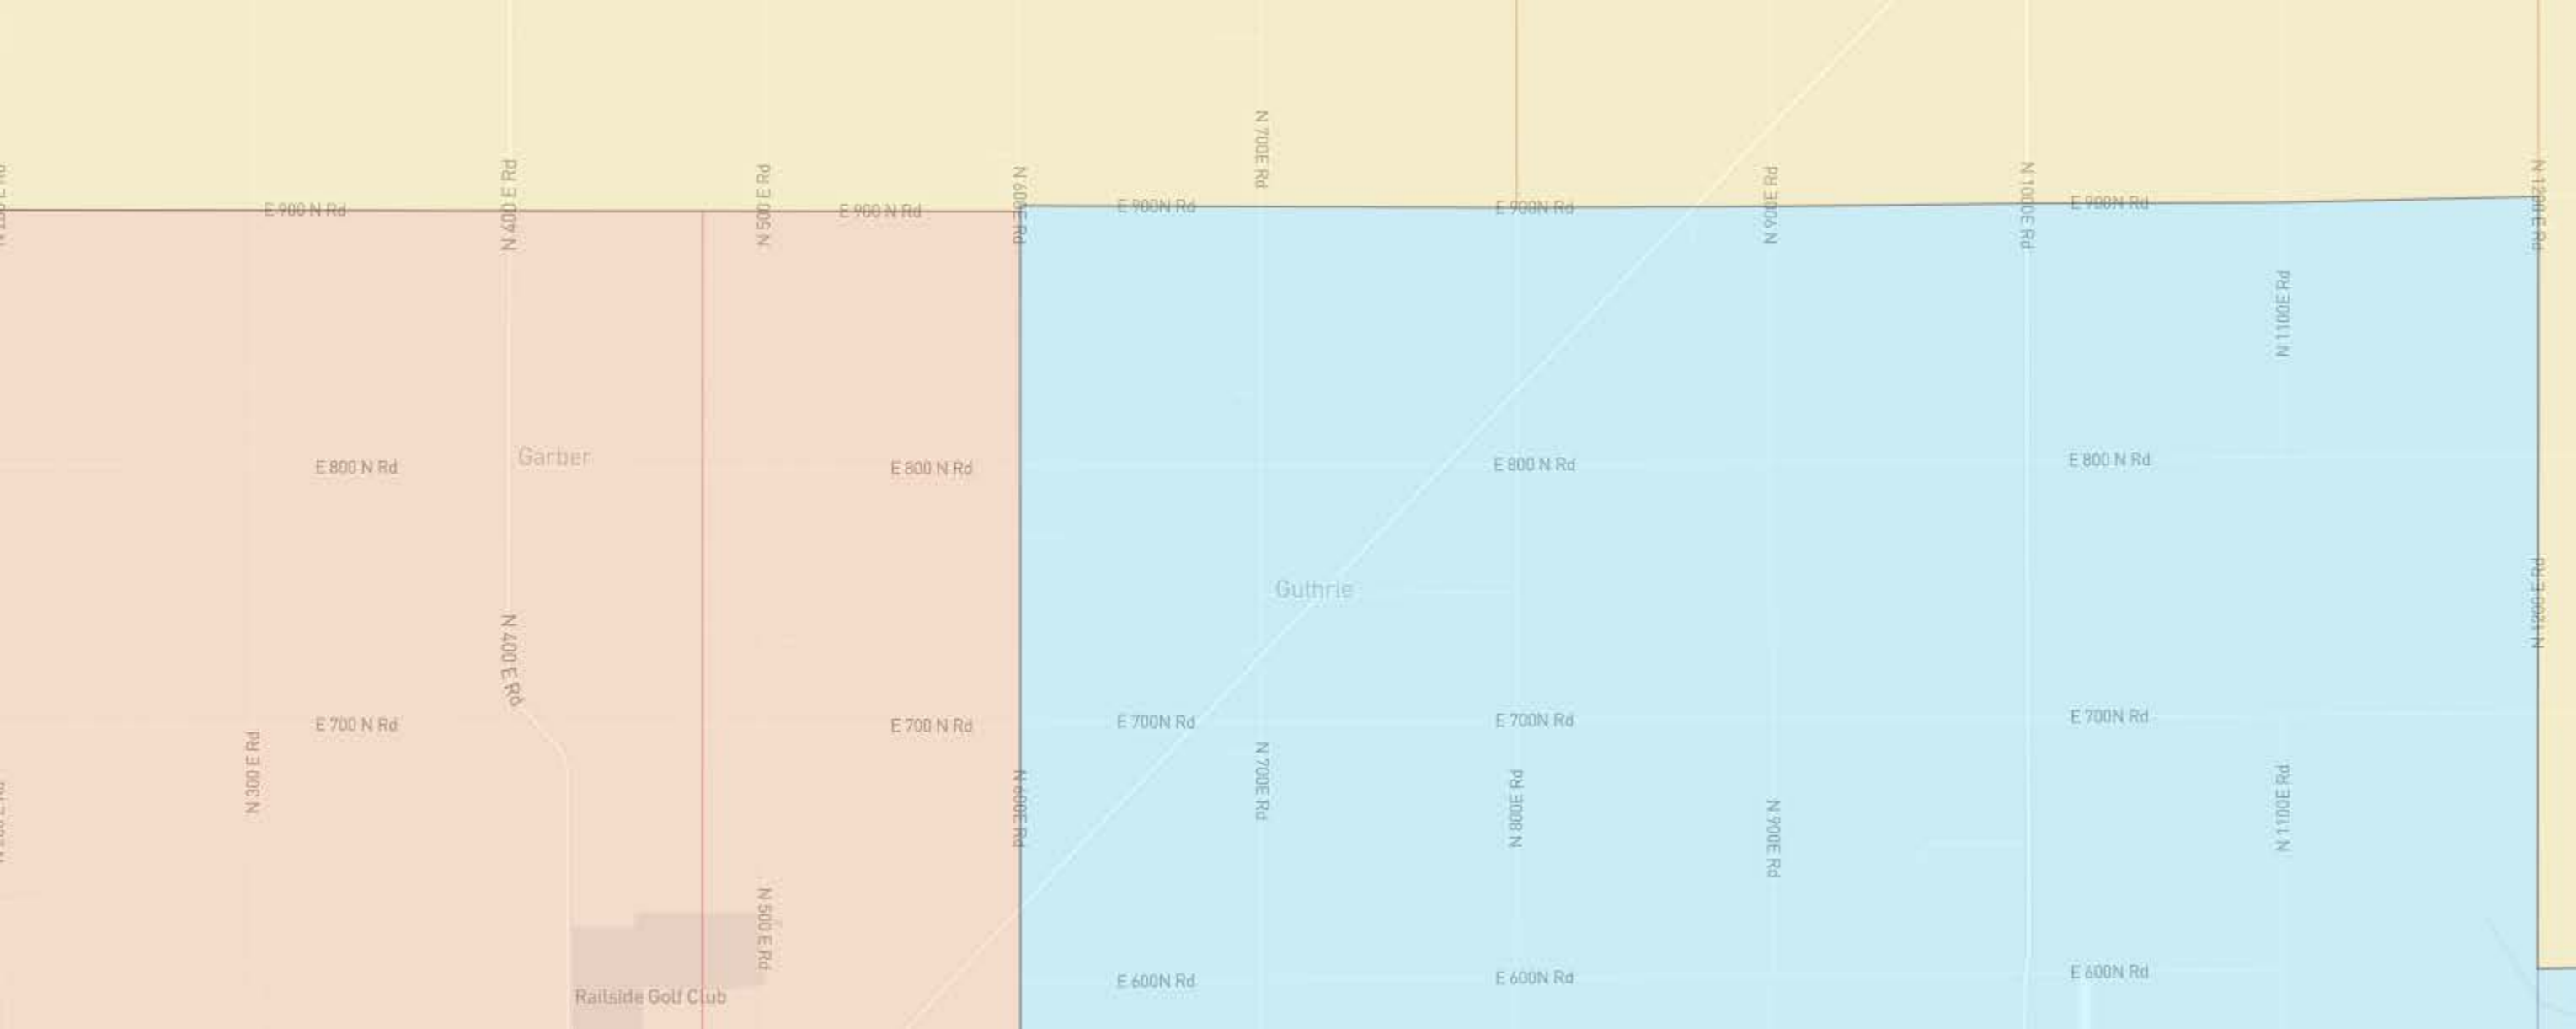 N 700E Rd
N 400 E Rd
N 500 E Rd
N 600E Rd
N 900E Rd
N 1000E Rd
N 1200 E Rd
E 900 N Rd
E 900 N Rd
E 900N Rd
E 900N Rd
E 900N Rd
N 1100E Rd
Garber
E 800 N Rd
E 800 N Rd
E 800 N Rd
E 800 N Rd
Guthrie
N 1200 E Rd
N 400 E Rd
E 700 N Rd
E 700 N Rd
E 700N Rd
E 700N Rd
E 700N Rd
N 300 E Rd
N 600E Rd
N 700E Rd
N 800E Rd
N 900E Rd
N 1100E Rd
N 500 E Rd
E 600N Rd
E 600N Rd
E 600N Rd
Railside Golf Club